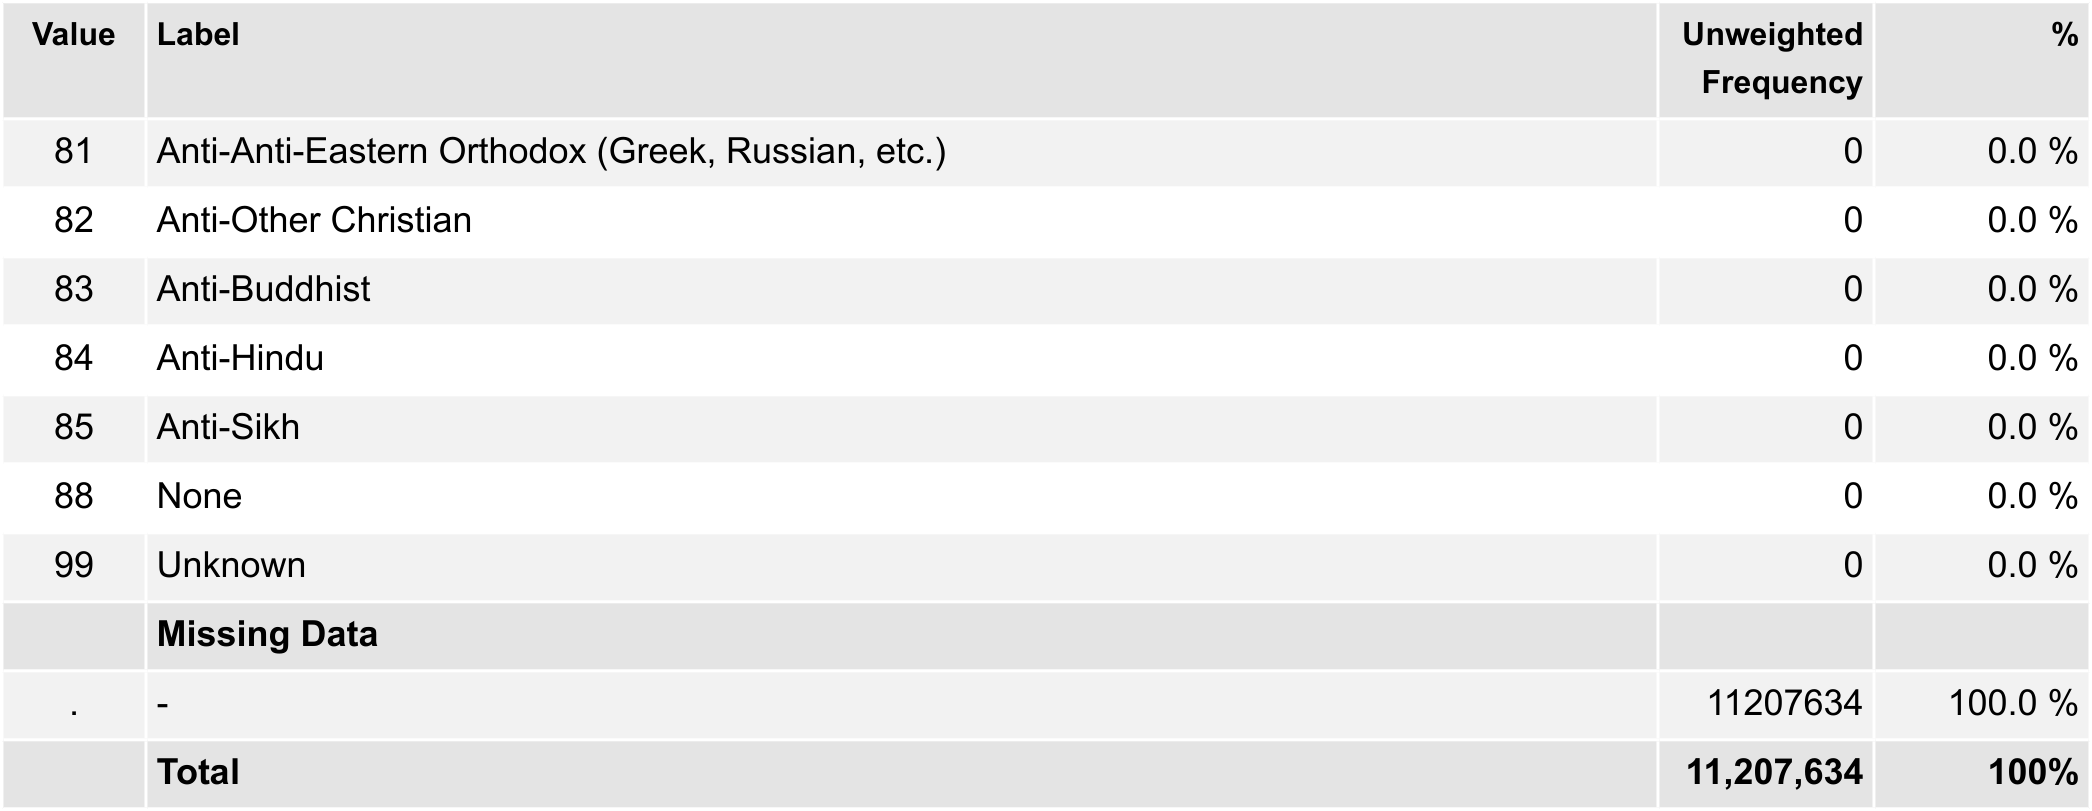 Value Label Unweighted Frequency %
81 Anti-Anti-Eastern Orthodox (Greek, Russian, etc.) 0 0.0 %
82 Anti-Other Christian 0 0.0 %
83 Anti-Buddhist 0 0.0 %
84 Anti-Hindu 0 0.0 %
85 Anti-Sikh 0 0.0 %
88 None 0 0.0 %
99 Unknown 0 0.0 %
Missing Data
. - 11207634 100.0 %
Total 11,207,634 100%